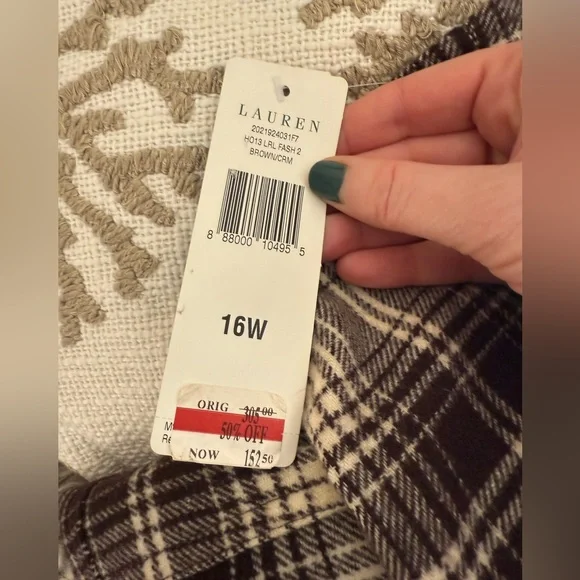 LAUREN
2021924031F7
HO13 LRL FASH 2
BROWN/CRM
8 88000 10495 5
16W
ORIG 305.00
50% OFF
NOW 152.50